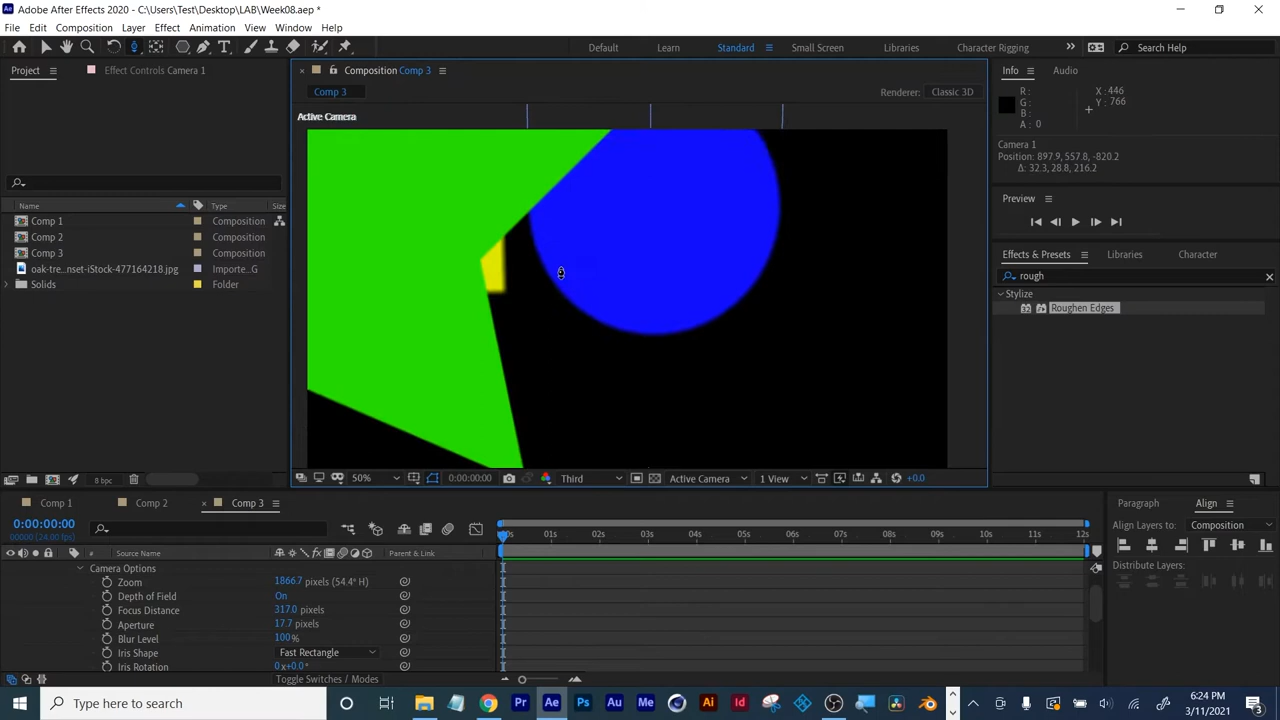 Adobe After Effects 2020 - C:\Users\Test\Desktop\LAB\Week08.aep *
File Edit Composition Layer Effect Animation View Window Help
Default Learn Standard Small Screen Libraries Character Rigging Search Help
Project Effect Controls Camera 1
Composition Comp 3
Info Audio
Comp 3
Renderer: Classic 3D
Active Camera
R:
G:
B:
A: 0
X: 446
Y: 766
Camera 1
Position: 897.9, 557.8, -820.2
Δ: 32.3, 28.8, 216.2
Preview
Name Type Size
Comp 1 Composition
Comp 2 Composition
Comp 3 Composition
oak-tre...nset-iStock-477164218.jpg Importe...G
Solids Folder
Effects & Presets Libraries Character
rough
Stylize
32 Roughen Edges
8 bpc
50% 0:00:00:00 Third Active Camera 1 View +0.0
Comp 1 Comp 2 Comp 3
Paragraph Align
0:00:00:00
00000 (24.00 fps)
Align Layers to: Composition
Distribute Layers:
0s 01s 02s 03s 04s 05s 06s 07s 08s 09s 10s 11s 12s
# Source Name Parent & Link
Camera Options
Zoom 1866.7 pixels (54.4° H)
Depth of Field On
Focus Distance 317.0 pixels
Aperture 17.7 pixels
Blur Level 100%
Iris Shape Fast Rectangle
Iris Rotation 0x+0.0°
Toggle Switches / Modes
Type here to search
6:24 PM
3/11/2021